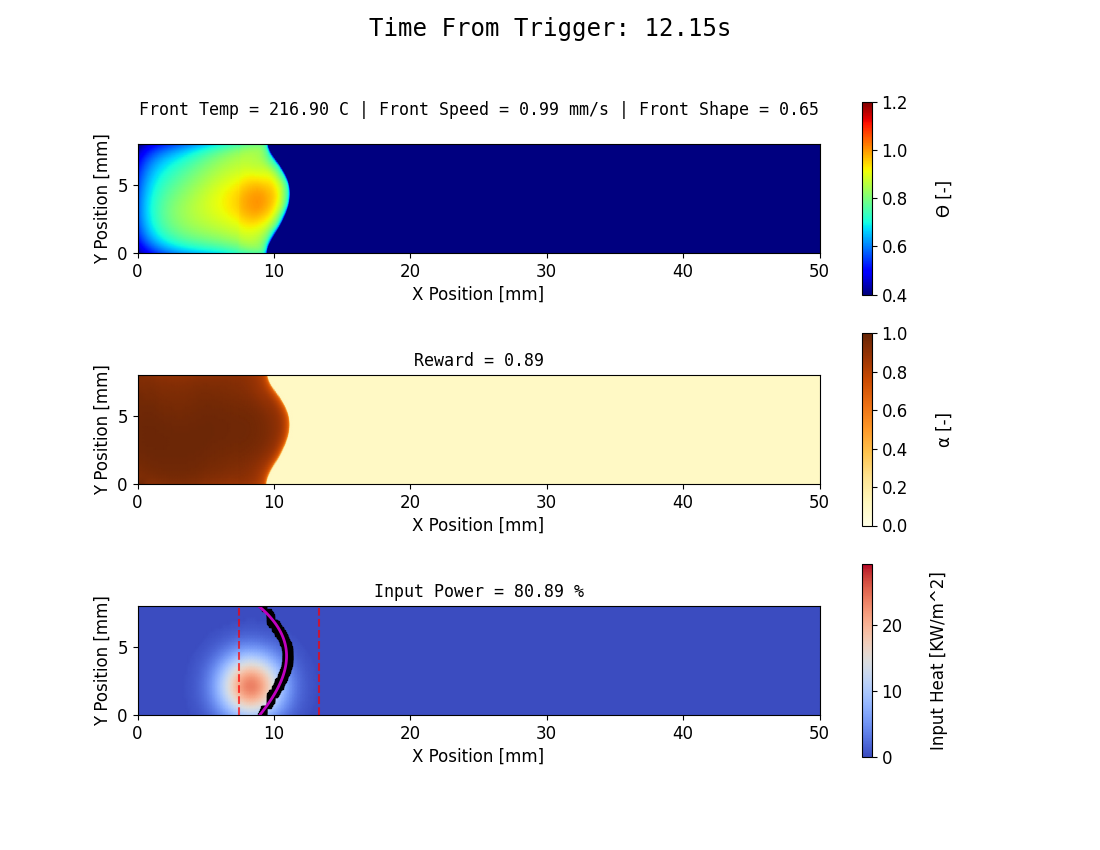 Time From Trigger: 12.15s
Front Temp = 216.90 C | Front Speed = 0.99 mm/s | Front Shape = 0.65
Y Position [mm]
5
0
0 10 20 30 40 50
X Position [mm]
1.2
1.0
0.8
0.6
0.4
Θ [-]
Reward = 0.89
Y Position [mm]
5
0
0 10 20 30 40 50
X Position [mm]
1.0
0.8
0.6
0.4
0.2
0.0
α [-]
Input Power = 80.89 %
Y Position [mm]
5
0
0 10 20 30 40 50
X Position [mm]
20
10
0
Input Heat [KW/m^2]